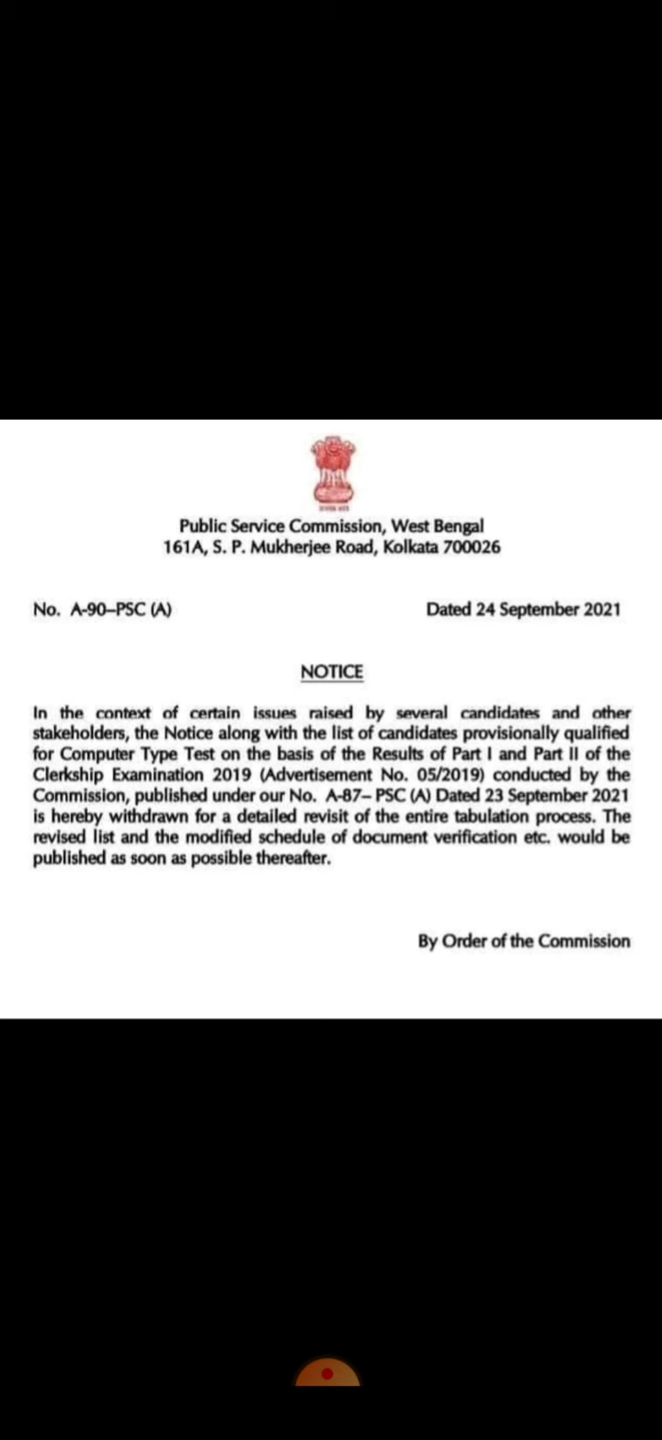 Public Service Commission, West Bengal
161A, S. P. Mukherjee Road, Kolkata 700026
No. A-90–PSC (A) Dated 24 September 2021
NOTICE
In the context of certain issues raised by several candidates and other
stakeholders, the Notice along with the list of candidates provisionally qualified
for Computer Type Test on the basis of the Results of Part I and Part II of the
Clerkship Examination 2019 (Advertisement No. 05/2019) conducted by the
Commission, published under our No. A-87– PSC (A) Dated 23 September 2021
is hereby withdrawn for a detailed revisit of the entire tabulation process. The
revised list and the modified schedule of document verification etc. would be
published as soon as possible thereafter.
By Order of the Commission